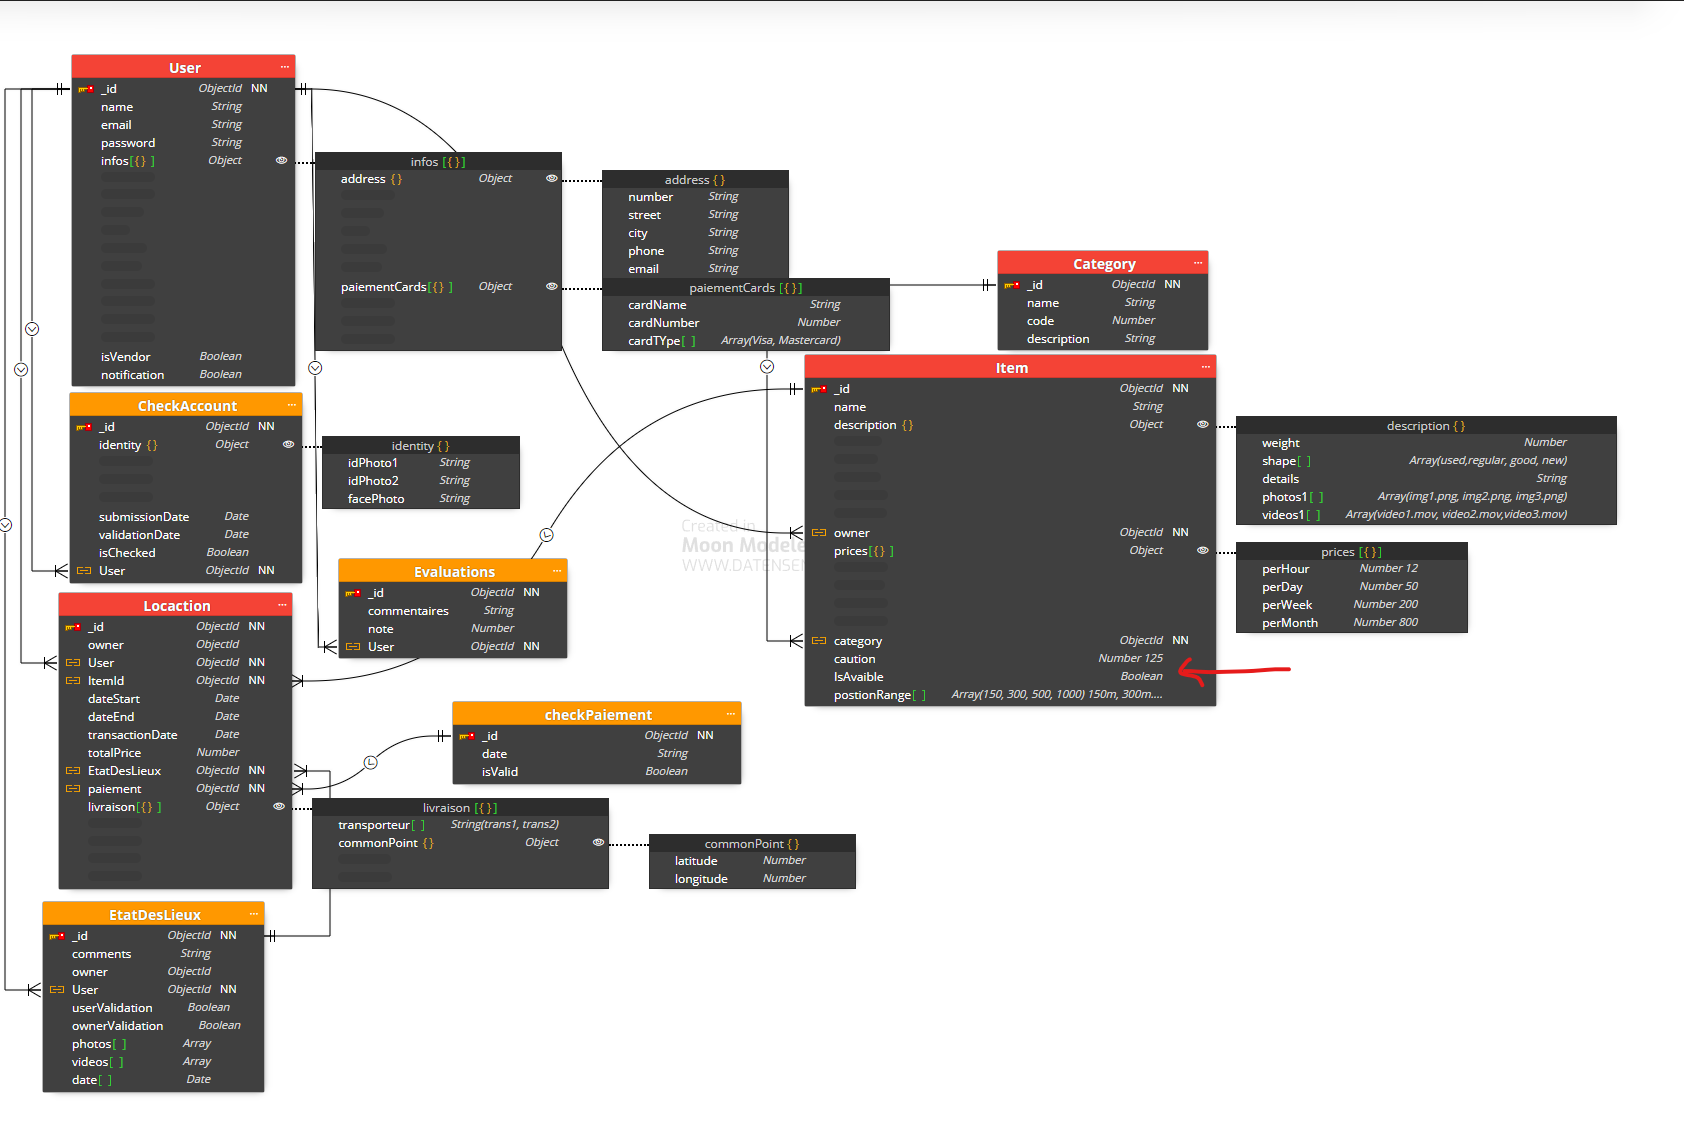 User ...
_id ObjectId NN
name String
email String
password String
infos[{} ] Object
isVendor Boolean
notification Boolean
infos [{}]
address {} Object
paiementCards[{} ] Object
address {}
number String
street String
city String
phone String
email String
paiementCards [{}]
cardName String
cardNumber Number
cardTYpe[ ] Array(Visa, Mastercard)
Category ...
_id ObjectId NN
name String
code Number
description String
CheckAccount ...
_id ObjectId NN
identity {} Object
submissionDate Date
validationDate Date
isChecked Boolean
User ObjectId NN
identity {}
idPhoto1 String
idPhoto2 String
facePhoto String
Item ...
_id ObjectId NN
name String
description {} Object
owner ObjectId NN
prices[{} ] Object
category ObjectId NN
caution Number 125
IsAvaible Boolean
postionRange[ ] Array(150, 300, 500, 1000) 150m, 300m....
description {}
weight Number
shape[ ] Array(used,regular, good, new)
details String
photos1[ ] Array(img1.png, img2.png, img3.png)
videos1[ ] Array(video1.mov, video2.mov,video3.mov)
prices [{}]
perHour Number 12
perDay Number 50
perWeek Number 200
perMonth Number 800
Created in
Moon Modele
WWW.DATENSEN
Evaluations ...
_id ObjectId NN
commentaires String
note Number
User ObjectId NN
Locaction ...
_id ObjectId NN
owner ObjectId
User ObjectId NN
ItemId ObjectId NN
dateStart Date
dateEnd Date
transactionDate Date
totalPrice Number
EtatDesLieux ObjectId NN
paiement ObjectId NN
livraison[{} ] Object
checkPaiement ...
_id ObjectId NN
date String
isValid Boolean
livraison [{}]
transporteur[ ] String(trans1, trans2)
commonPoint {} Object
commonPoint {}
latitude Number
longitude Number
EtatDesLieux ...
_id ObjectId NN
comments String
owner ObjectId
User ObjectId NN
userValidation Boolean
ownerValidation Boolean
photos[ ] Array
videos[ ] Array
date[ ] Date